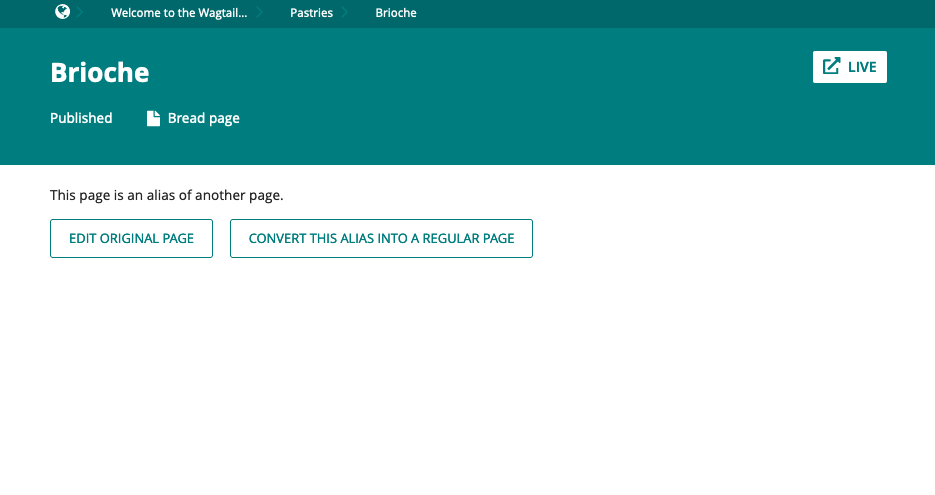 Welcome to the Wagtail... Pastries Brioche
Brioche
LIVE
Published Bread page
This page is an alias of another page.
EDIT ORIGINAL PAGE CONVERT THIS ALIAS INTO A REGULAR PAGE